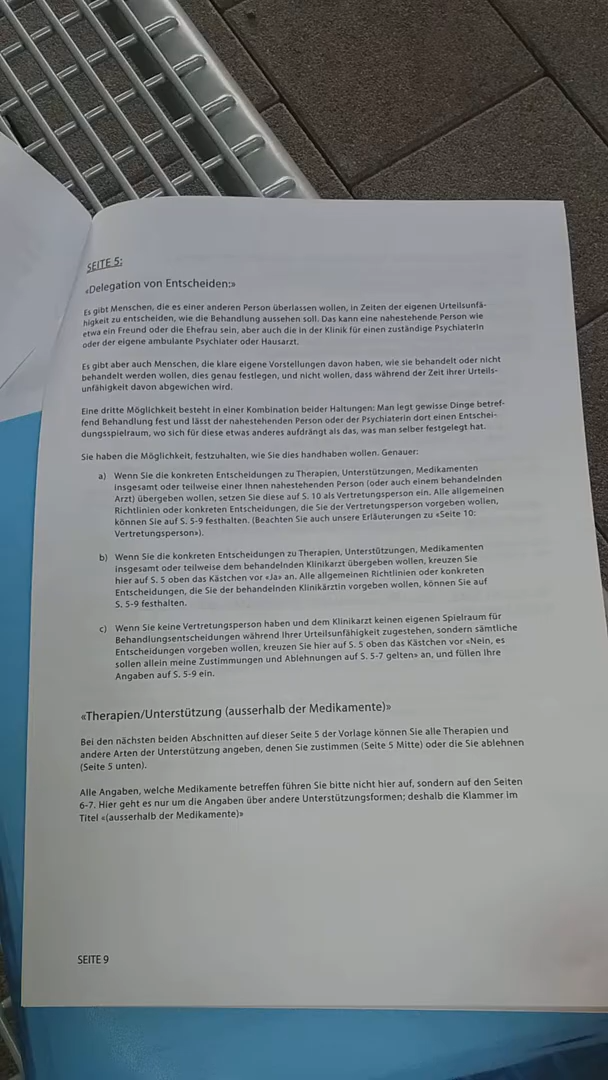 SEITE 5:
«Delegation von Entscheiden:»
Es gibt Menschen, die es einer anderen Person überlassen wollen, in Zeiten der eigenen Urteilsunfä-
higkeit zu entscheiden, wie die Behandlung aussehen soll. Das kann eine nahestehende Person wie
etwa ein Freund oder die Ehefrau sein, aber auch die in der Klinik für einen zuständige Psychiaterin
oder der eigene ambulante Psychiater oder Hausarzt.
Es gibt aber auch Menschen, die klare eigene Vorstellungen davon haben, wie sie behandelt oder nicht
behandelt werden wollen, dies genau festlegen, und nicht wollen, dass während der Zeit Ihrer Urteils-
unfähigkeit davon abgewichen wird.
Eine dritte Möglichkeit besteht in einer Kombination beider Haltungen: Man legt gewisse Dinge betref-
fend Behandlung fest und lässt der nahestehenden Person oder der Psychiaterin dort einen Entschei-
dungsspielraum, wo sich für diese etwas anderes aufdrängt als das, was man selber festgelegt hat.
Sie haben die Möglichkeit, festzuhalten, wie Sie dies handhaben wollen. Genauer:
a) Wenn Sie die konkreten Entscheidungen zu Therapien, Unterstützungen, Medikamenten
insgesamt oder teilweise einer Ihnen nahestehenden Person (oder auch einem behandelnden
Arzt) übergeben wollen, setzen Sie diese auf S. 10 als Vertretungsperson ein. Alle allgemeinen
Richtlinien oder konkreten Entscheidungen, die Sie der Vertretungsperson vorgeben wollen,
können Sie auf S. 5-9 festhalten. (Beachten Sie auch unsere Erläuterungen zu «Seite 10:
Vertretungsperson»).
b) Wenn Sie die konkreten Entscheidungen zu Therapien, Unterstützungen, Medikamenten
insgesamt oder teilweise dem behandelnden Klinikarzt übergeben wollen, kreuzen Sie
hier auf S. 5 oben das Kästchen vor «Ja» an. Alle allgemeinen Richtlinien oder konkreten
Entscheidungen, die Sie der behandelnden Klinikärztin vorgeben wollen, können Sie auf
S. 5-9 festhalten.
c) Wenn Sie keine Vertretungsperson haben und dem Klinikarzt keinen eigenen Spielraum für
Behandlungsentscheidungen während Ihrer Urteilsunfähigkeit zugestehen, sondern sämtliche
Entscheidungen vorgeben wollen, kreuzen Sie hier auf S. 5 oben das Kästchen vor «Nein, es
sollen allein meine Zustimmungen und Ablehnungen auf S. 5-7 gelten» an, und füllen Ihre
Angaben auf S. 5-9 ein.
«Therapien/Unterstützung (ausserhalb der Medikamente)»
Bei den nächsten beiden Abschnitten auf dieser Seite 5 der Vorlage können Sie alle Therapien und
andere Arten der Unterstützung angeben, denen Sie zustimmen (Seite 5 Mitte) oder die Sie ablehnen
(Seite 5 unten).
Alle Angaben, welche Medikamente betreffen führen Sie bitte nicht hier auf, sondern auf den Seiten
6-7. Hier geht es nur um die Angaben über andere Unterstützungsformen; deshalb die Klammer im
Titel «(ausserhalb der Medikamente)»
SEITE 9